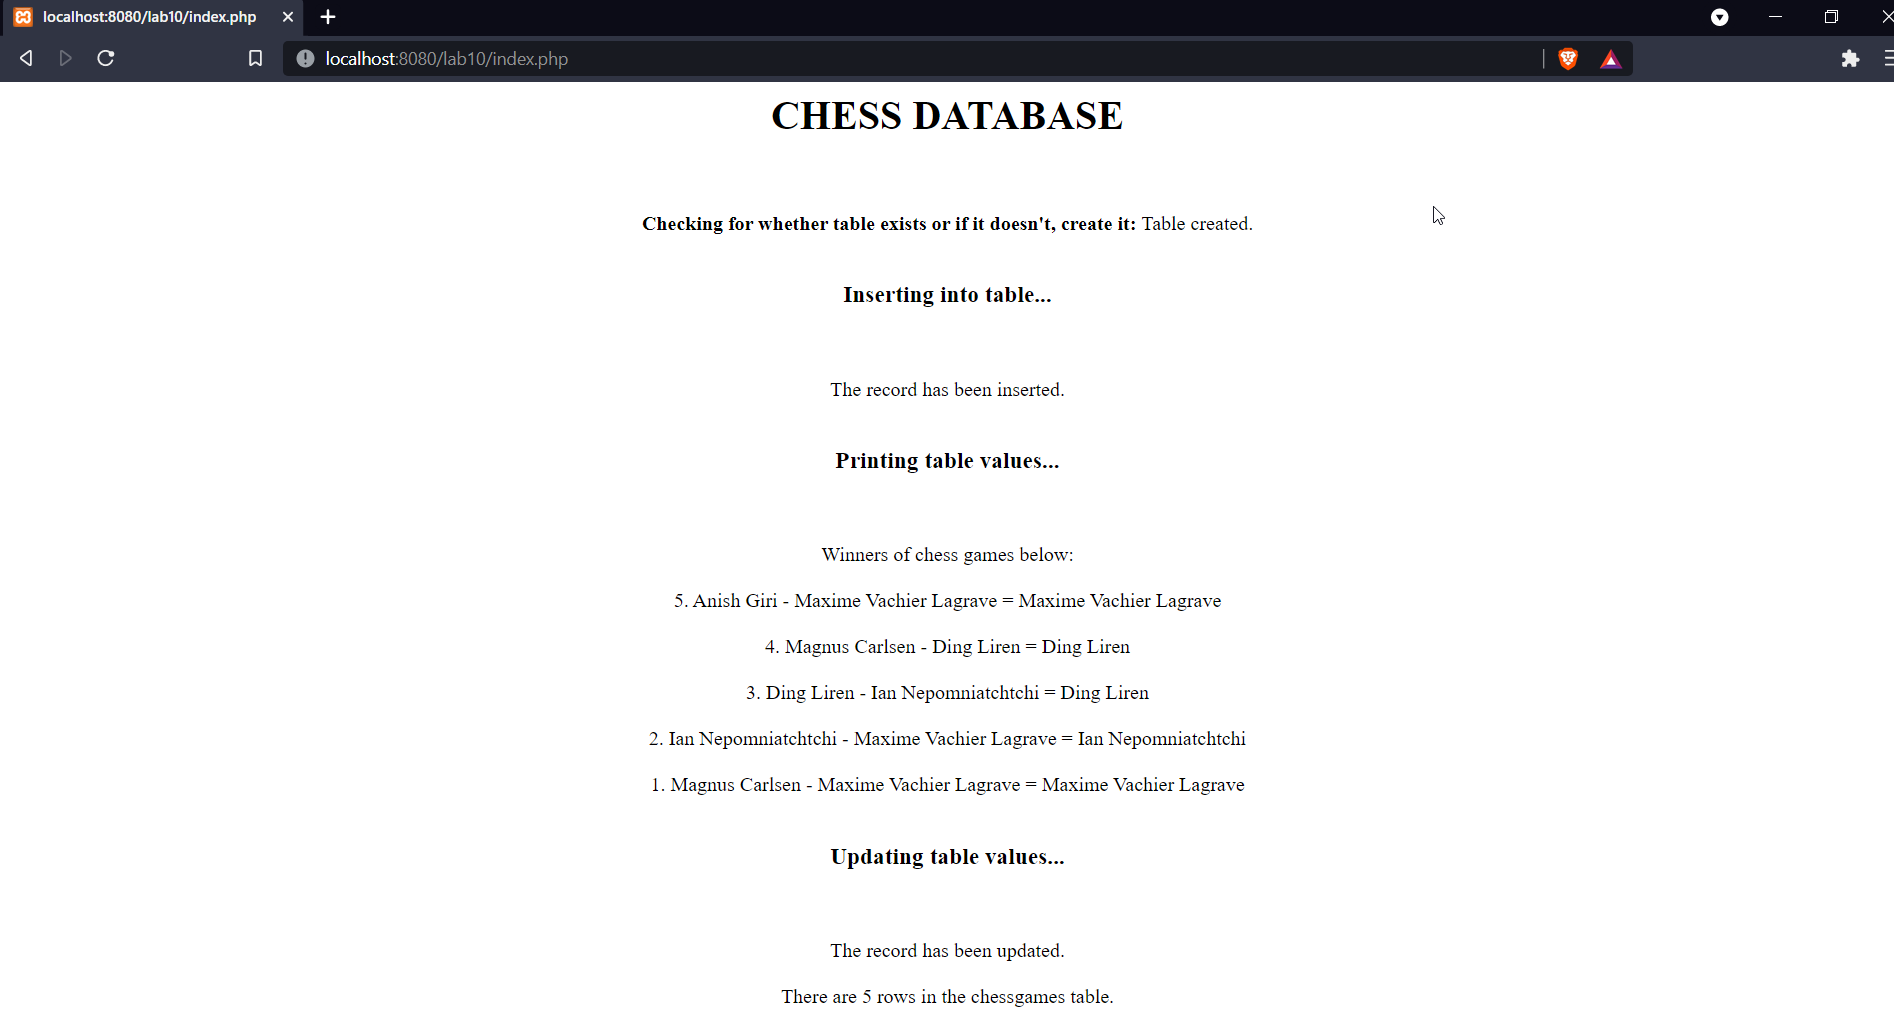 localhost:8080/lab10/index.php
localhost:8080/lab10/index.php
CHESS DATABASE
Checking for whether table exists or if it doesn't, create it: Table created.
Inserting into table...
The record has been inserted.
Printing table values...
Winners of chess games below:
5. Anish Giri - Maxime Vachier Lagrave = Maxime Vachier Lagrave
4. Magnus Carlsen - Ding Liren = Ding Liren
3. Ding Liren - Ian Nepomniatchtchi = Ding Liren
2. Ian Nepomniatchtchi - Maxime Vachier Lagrave = Ian Nepomniatchtchi
1. Magnus Carlsen - Maxime Vachier Lagrave = Maxime Vachier Lagrave
Updating table values...
The record has been updated.
There are 5 rows in the chessgames table.